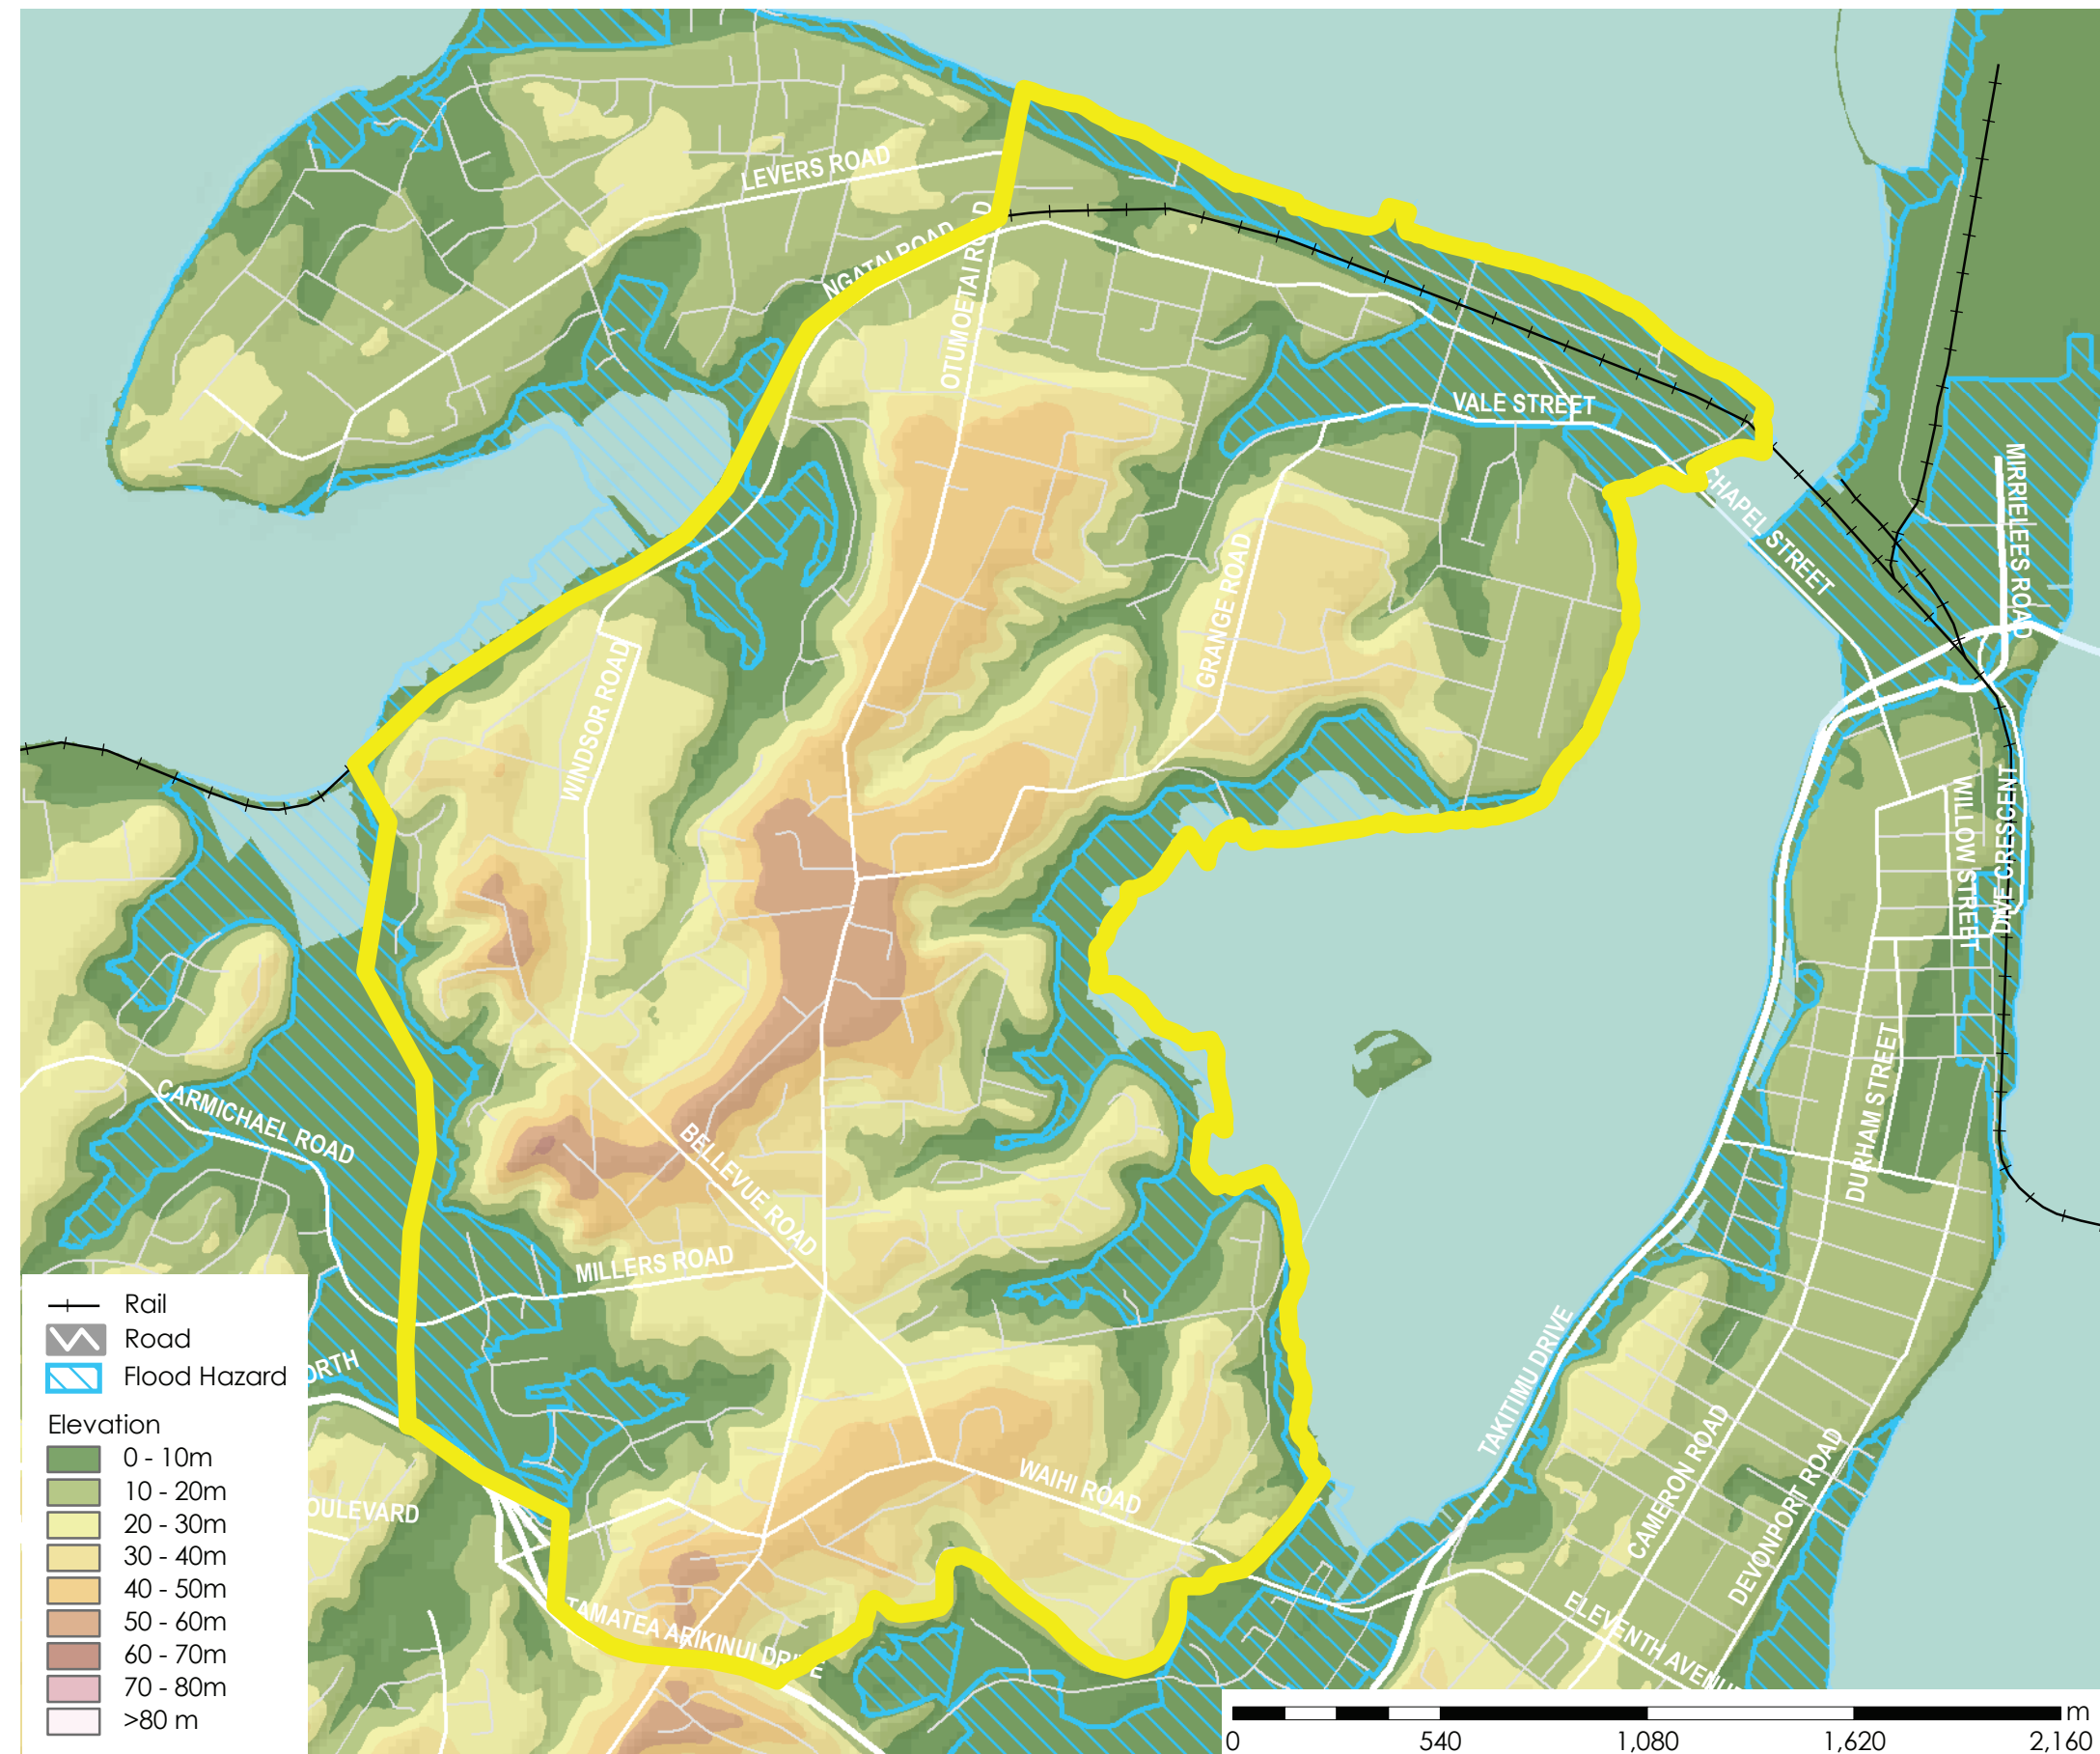 LEVERS ROAD
NGATAI ROAD
OTUMOETAI ROAD
VALE STREET
CHAPEL STREET
MIRRIELEES ROAD
GRANGE ROAD
WINDSOR ROAD
WILLOW STREET
DIVE CRESCENT
CARMICHAEL ROAD
BELLEVUE ROAD
MILLERS ROAD
DURHAM STREET
TAKITIMU DRIVE
CAMERON ROAD
DEVONPORT ROAD
WAIHI ROAD
ELEVENTH AVENUE
TAMATEA ARIKINUI DRIVE
ORTH
OULEVARD
Rail
Road
Flood Hazard
Elevation
0 - 10m
10 - 20m
20 - 30m
30 - 40m
40 - 50m
50 - 60m
60 - 70m
70 - 80m
>80 m
m
0 540 1,080 1,620 2,160